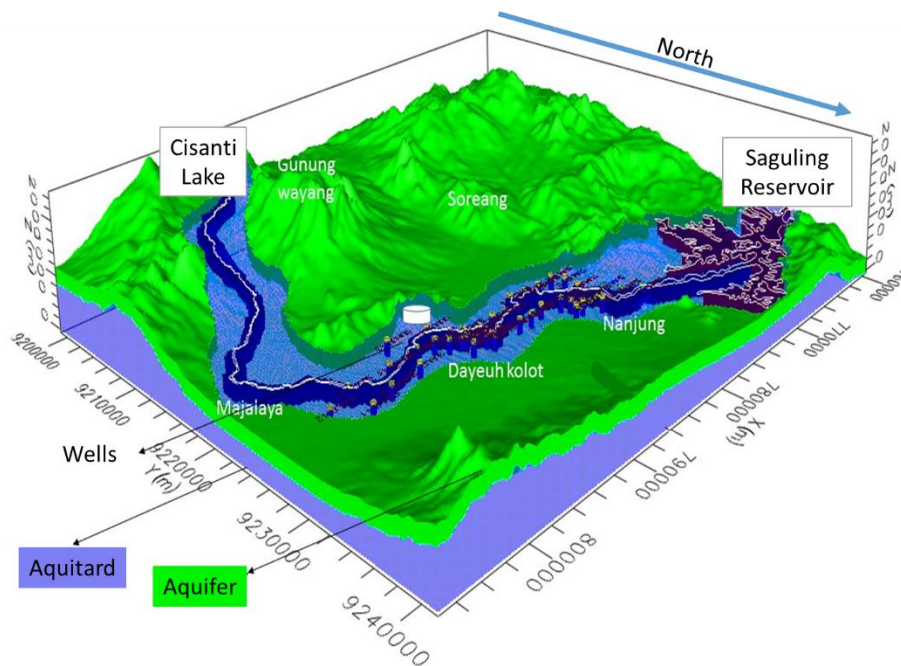 North
Cisanti
Lake
Gunung
wayang
Soreang
Saguling
Reservoir
Nanjung
Dayeuh kolot
Majalaya
Wells
Aquitard
Aquifer
Z (m)
0
Y (m)
9200000
9210000
9220000
9230000
9240000
X (m)
770000
780000
790000
800000
Z (m)